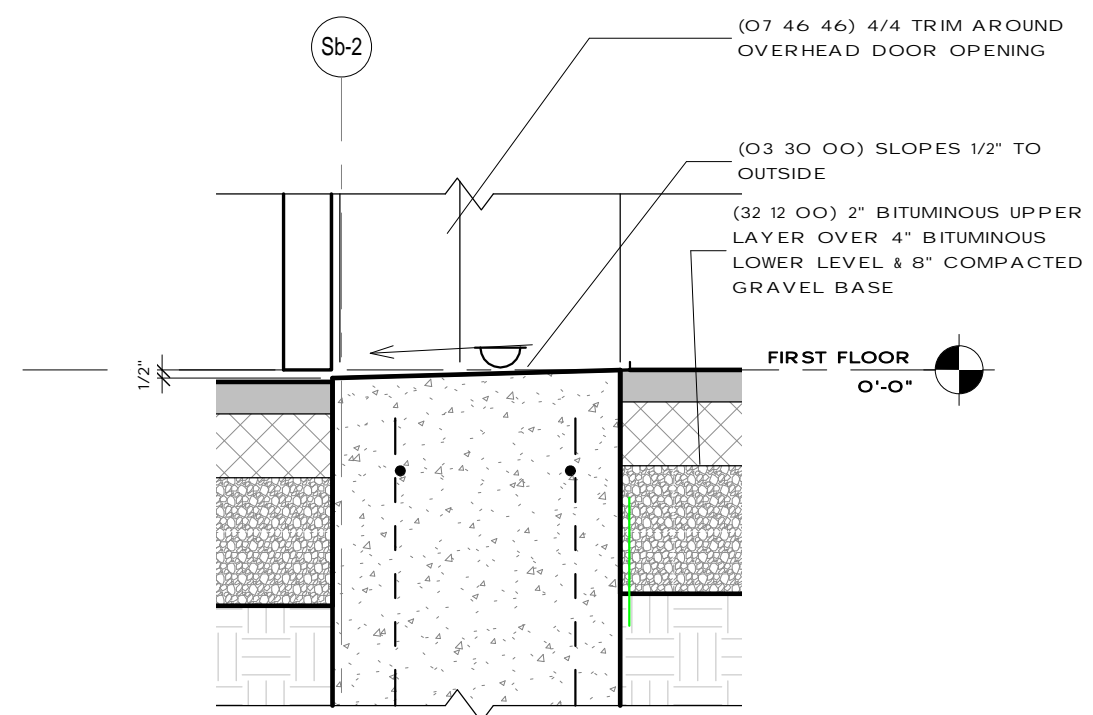 Sb-2
(07 46 46) 4/4 TRIM AROUND
OVERHEAD DOOR OPENING
(03 30 00) SLOPES 1/2" TO
OUTSIDE
(32 12 00) 2" BITUMINOUS UPPER
LAYER OVER 4" BITUMINOUS
LOWER LEVEL & 8" COMPACTED
GRAVEL BASE
1/2"
FIRST FLOOR
0'-0"